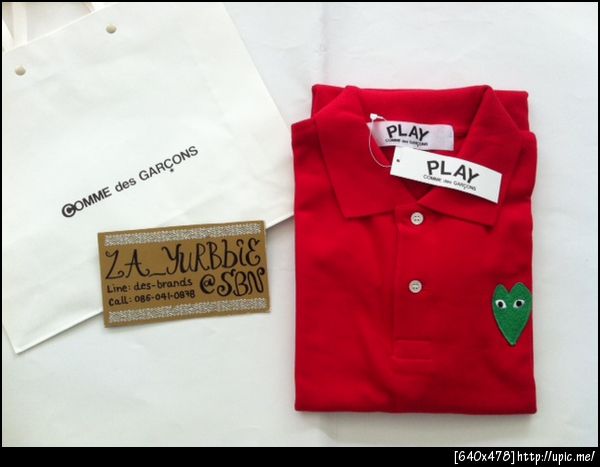 COMME des GARÇONS
ZA_YURBbiE
Line: des-brands @SBN
Call: 086-041-0878
PLAY
COMME des GARÇONS
PLAY
COMME des GARÇONS
[640x478]http://upic.me/